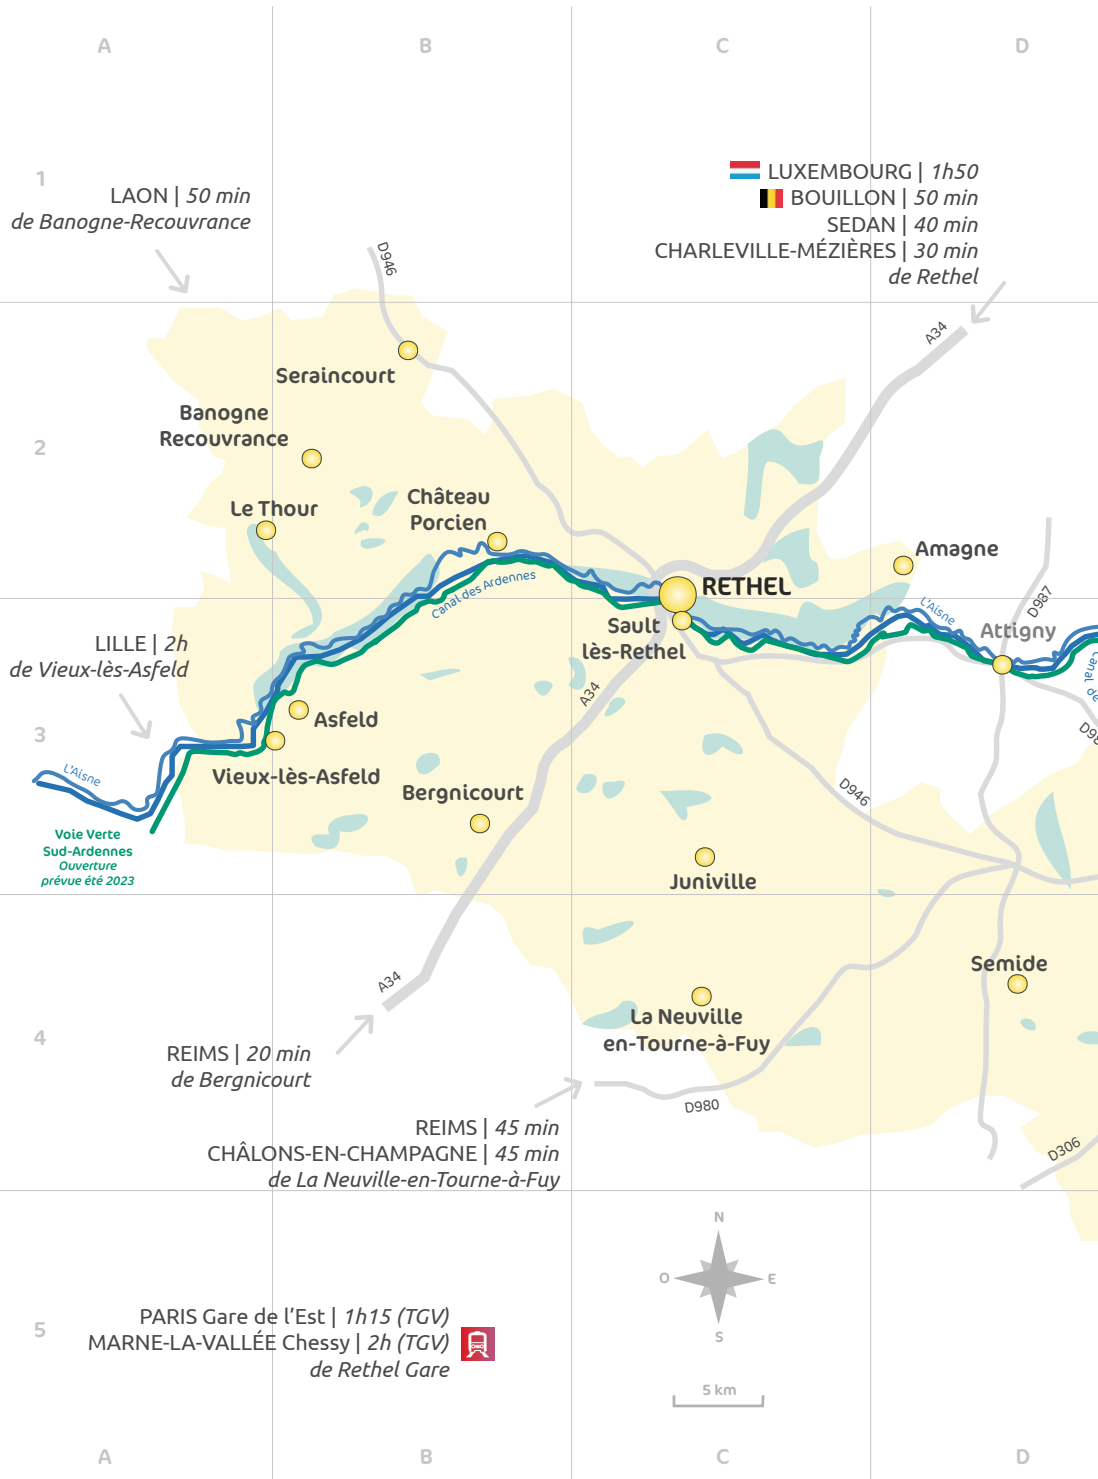 A
B
C
D
1
LAON | 50 min
de Banogne-Recouvrance
LUXEMBOURG | 1h50
BOUILLON | 50 min
SEDAN | 40 min
CHARLEVILLE-MÉZIÈRES | 30 min
de Rethel
D946
A34
Seraincourt
2
Banogne
Recouvrance
Le Thour
Château
Porcien
Amagne
Canal des Ardennes
RETHEL
D987
L'Aisne
Sault
lès-Rethel
Attigny
LILLE | 2h
de Vieux-lès-Asfeld
Canal de
A34
Asfeld
3
D98
L'Aisne
Vieux-lès-Asfeld
Bergnicourt
D946
Voie Verte
Sud-Ardennes
Ouverture
prévue été 2023
Juniville
Semide
A34
La Neuville
en-Tourne-à-Fuy
4
REIMS | 20 min
de Bergnicourt
D980
REIMS | 45 min
CHÂLONS-EN-CHAMPAGNE | 45 min
de La Neuville-en-Tourne-à-Fuy
D306
N
O
E
S
5
PARIS Gare de l’Est | 1h15 (TGV)
MARNE-LA-VALLÉE Chessy | 2h (TGV)
de Rethel Gare
5 km
A
B
C
D